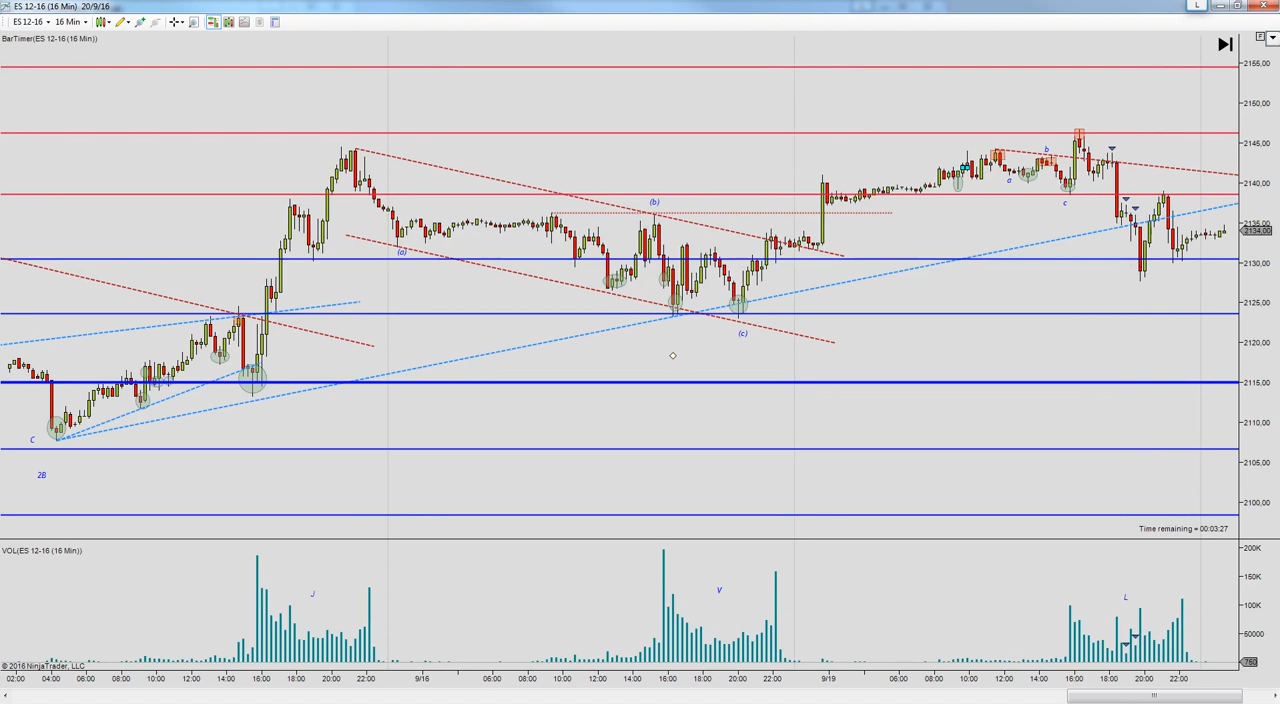 ES 12-16 (16 Min) 20/9/16
L
ES 12-16 16 Min
BarTimer(ES 12-16 (16 Min))
F
2155,00
2150,00
2145,00
2140,00
2135,00
2134,00
2130,00
2125,00
2120,00
2115,00
2110,00
2105,00
2100,00
(b)
(a)
(c)
b
a
c
C
2B
Time remaining = 00:03:27
VOL(ES 12-16 (16 Min))
200K
150K
100K
50000
750
J
V
L
© 2016 NinjaTrader, LLC
02:00 04:00 06:00 08:00 10:00 12:00 14:00 16:00 18:00 20:00 22:00 9/16 06:00 08:00 10:00 12:00 14:00 16:00 18:00 20:00 22:00 9/19 06:00 08:00 10:00 12:00 14:00 16:00 18:00 20:00 22:00